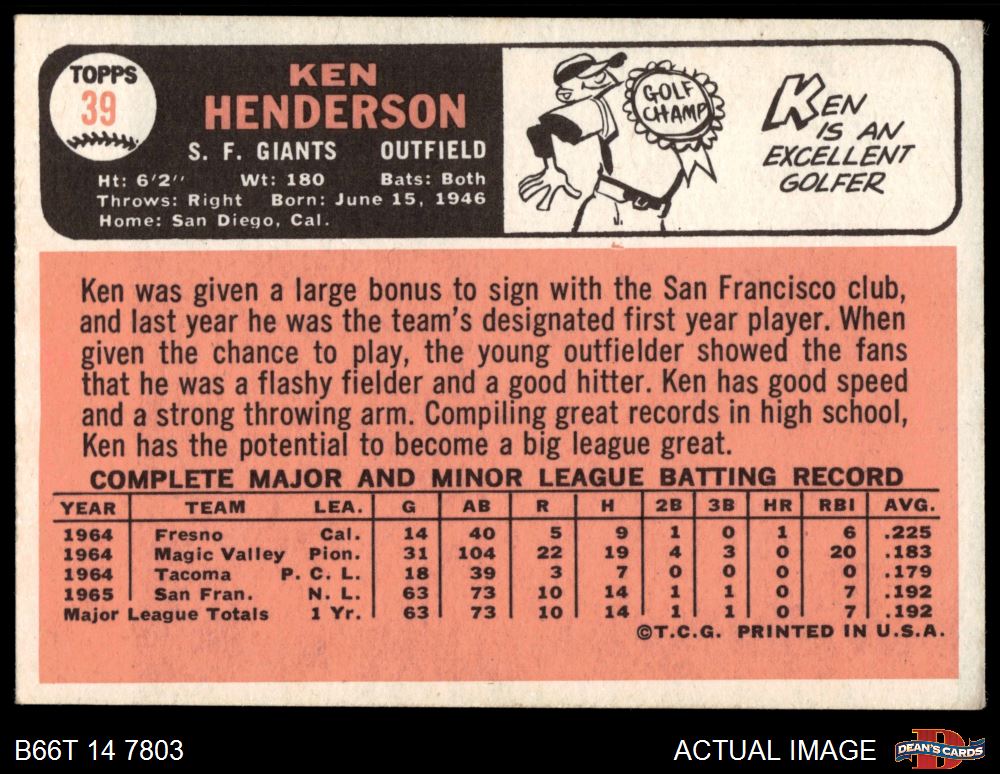 TOPPS
39
KEN
HENDERSON
S. F. GIANTS OUTFIELD
Ht: 6'2" Wt: 180 Bats: Both
Throws: Right Born: June 15, 1946
Home: San Diego, Cal.
GOLF
CHAMP
KEN
IS AN
EXCELLENT
GOLFER
Ken was given a large bonus to sign with the San Francisco club,
and last year he was the team's designated first year player. When
given the chance to play, the young outfielder showed the fans
that he was a flashy fielder and a good hitter. Ken has good speed
and a strong throwing arm. Compiling great records in high school,
Ken has the potential to become a big league great.
COMPLETE MAJOR AND MINOR LEAGUE BATTING RECORD
YEAR TEAM LEA. G AB R H 2B 3B HR RBI AVG.
1964 Fresno Cal. 14 40 5 9 1 0 1 6 .225
1964 Magic Valley Pion. 31 104 22 19 4 3 0 20 .183
1964 Tacoma P. C. L. 18 39 3 7 0 0 0 0 .179
1965 San Fran. N. L. 63 73 10 14 1 1 0 7 .192
Major League Totals 1 Yr. 63 73 10 14 1 1 0 7 .192
©T.C.G. PRINTED IN U.S.A.
B66T 14 7803
ACTUAL IMAGE
D
DEAN'S CARDS